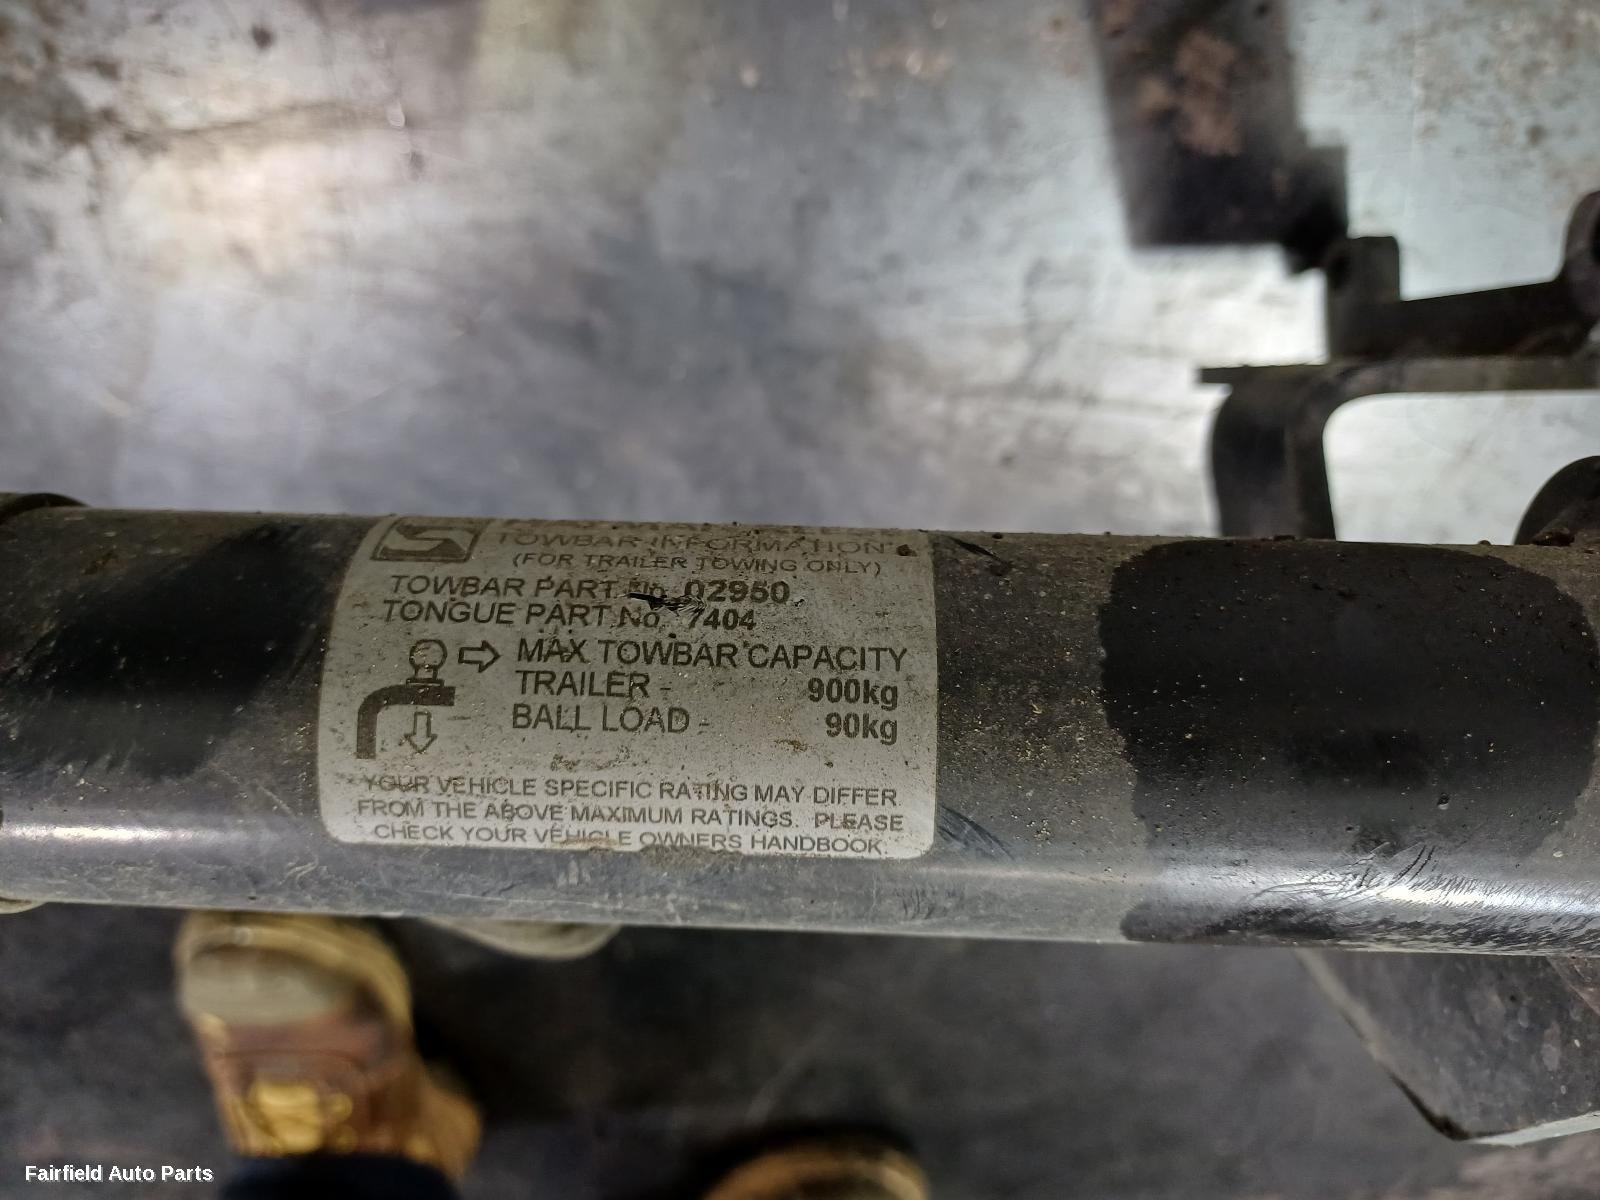 TOWBAR INFORMATION
(FOR TRAILER TOWING ONLY)
TOWBAR PART No. 02950
TONGUE PART No. 7404
MAX TOWBAR CAPACITY
TRAILER - 900kg
BALL LOAD - 90kg
YOUR VEHICLE SPECIFIC RATING MAY DIFFER
FROM THE ABOVE MAXIMUM RATINGS. PLEASE
CHECK YOUR VEHICLE OWNERS HANDBOOK.
Fairfield Auto Parts